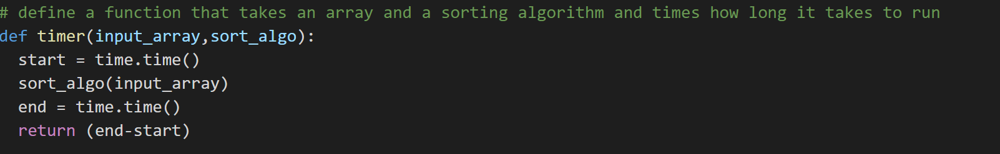 # define a function that takes an array and a sorting algorithm and times how long it takes to run
def timer(input_array,sort_algo):
  start = time.time()
  sort_algo(input_array)
  end = time.time()
  return (end-start)